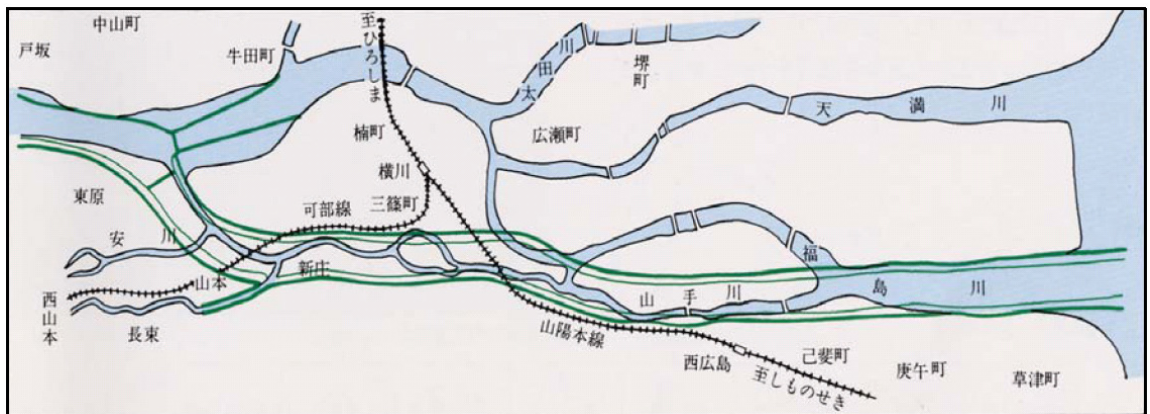 中山町
戸坂
牛田町
至ひろしま
太田川
堺町
天満川
広瀬町
楠町
横川
三篠町
可部線
東原
安川
山本
新庄
西山本
長束
福島川
山手川
山陽本線
西広島
己斐町
至しものせき
庚午町
草津町